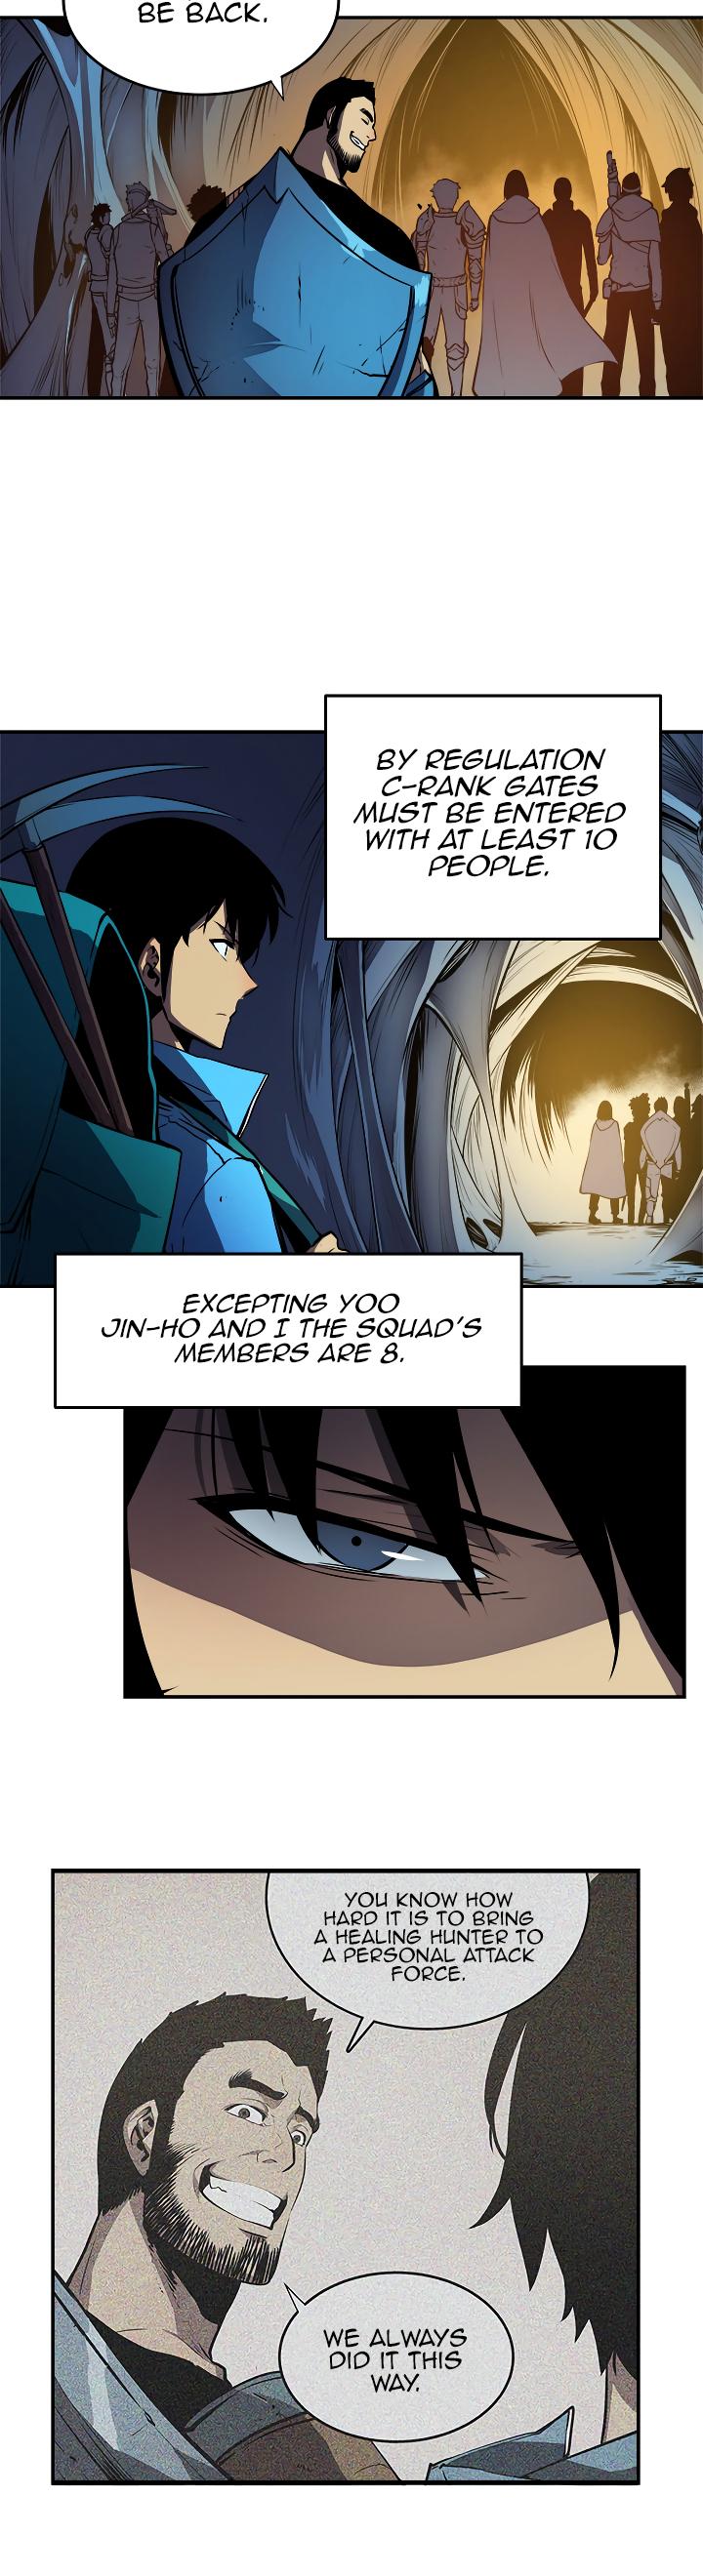 BE BACK.
BY REGULATION
C-RANK GATES
MUST BE ENTERED
WITH AT LEAST 10
PEOPLE.
EXCEPTING YOO
JIN-HO AND I THE SQUAD'S
MEMBERS ARE 8.
YOU KNOW HOW
HARD IT IS TO BRING
A HEALING HUNTER TO
A PERSONAL ATTACK
FORCE.
WE ALWAYS
DID IT THIS
WAY.